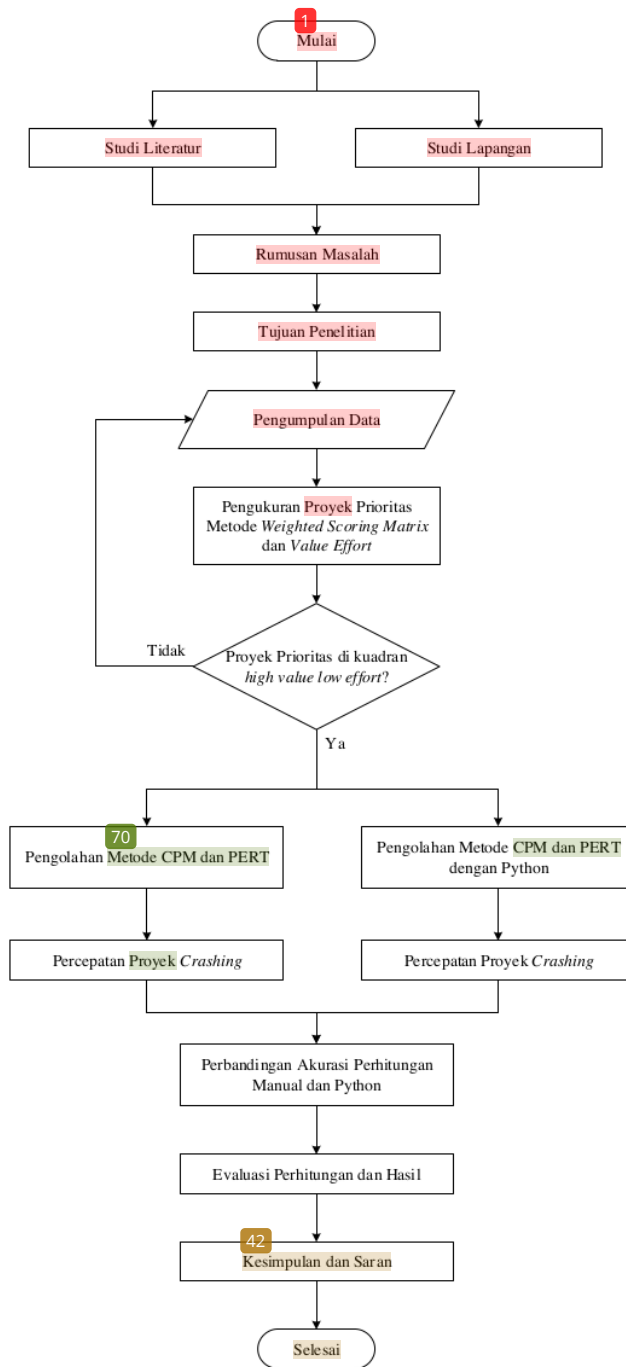 1
Mulai
Studi Literatur
Studi Lapangan
Rumusan Masalah
Tujuan Penelitian
Pengumpulan Data
Pengukuran Proyek Prioritas
Metode Weighted Scoring Matrix
dan Value Effort
Tidak
Proyek Prioritas di kuadran
high value low effort?
Ya
70
Pengolahan Metode CPM dan PERT
Pengolahan Metode CPM dan PERT
dengan Python
Percepatan Proyek Crashing
Percepatan Proyek Crashing
Perbandingan Akurasi Perhitungan
Manual dan Python
Evaluasi Perhitungan dan Hasil
42
Kesimpulan dan Saran
Selesai